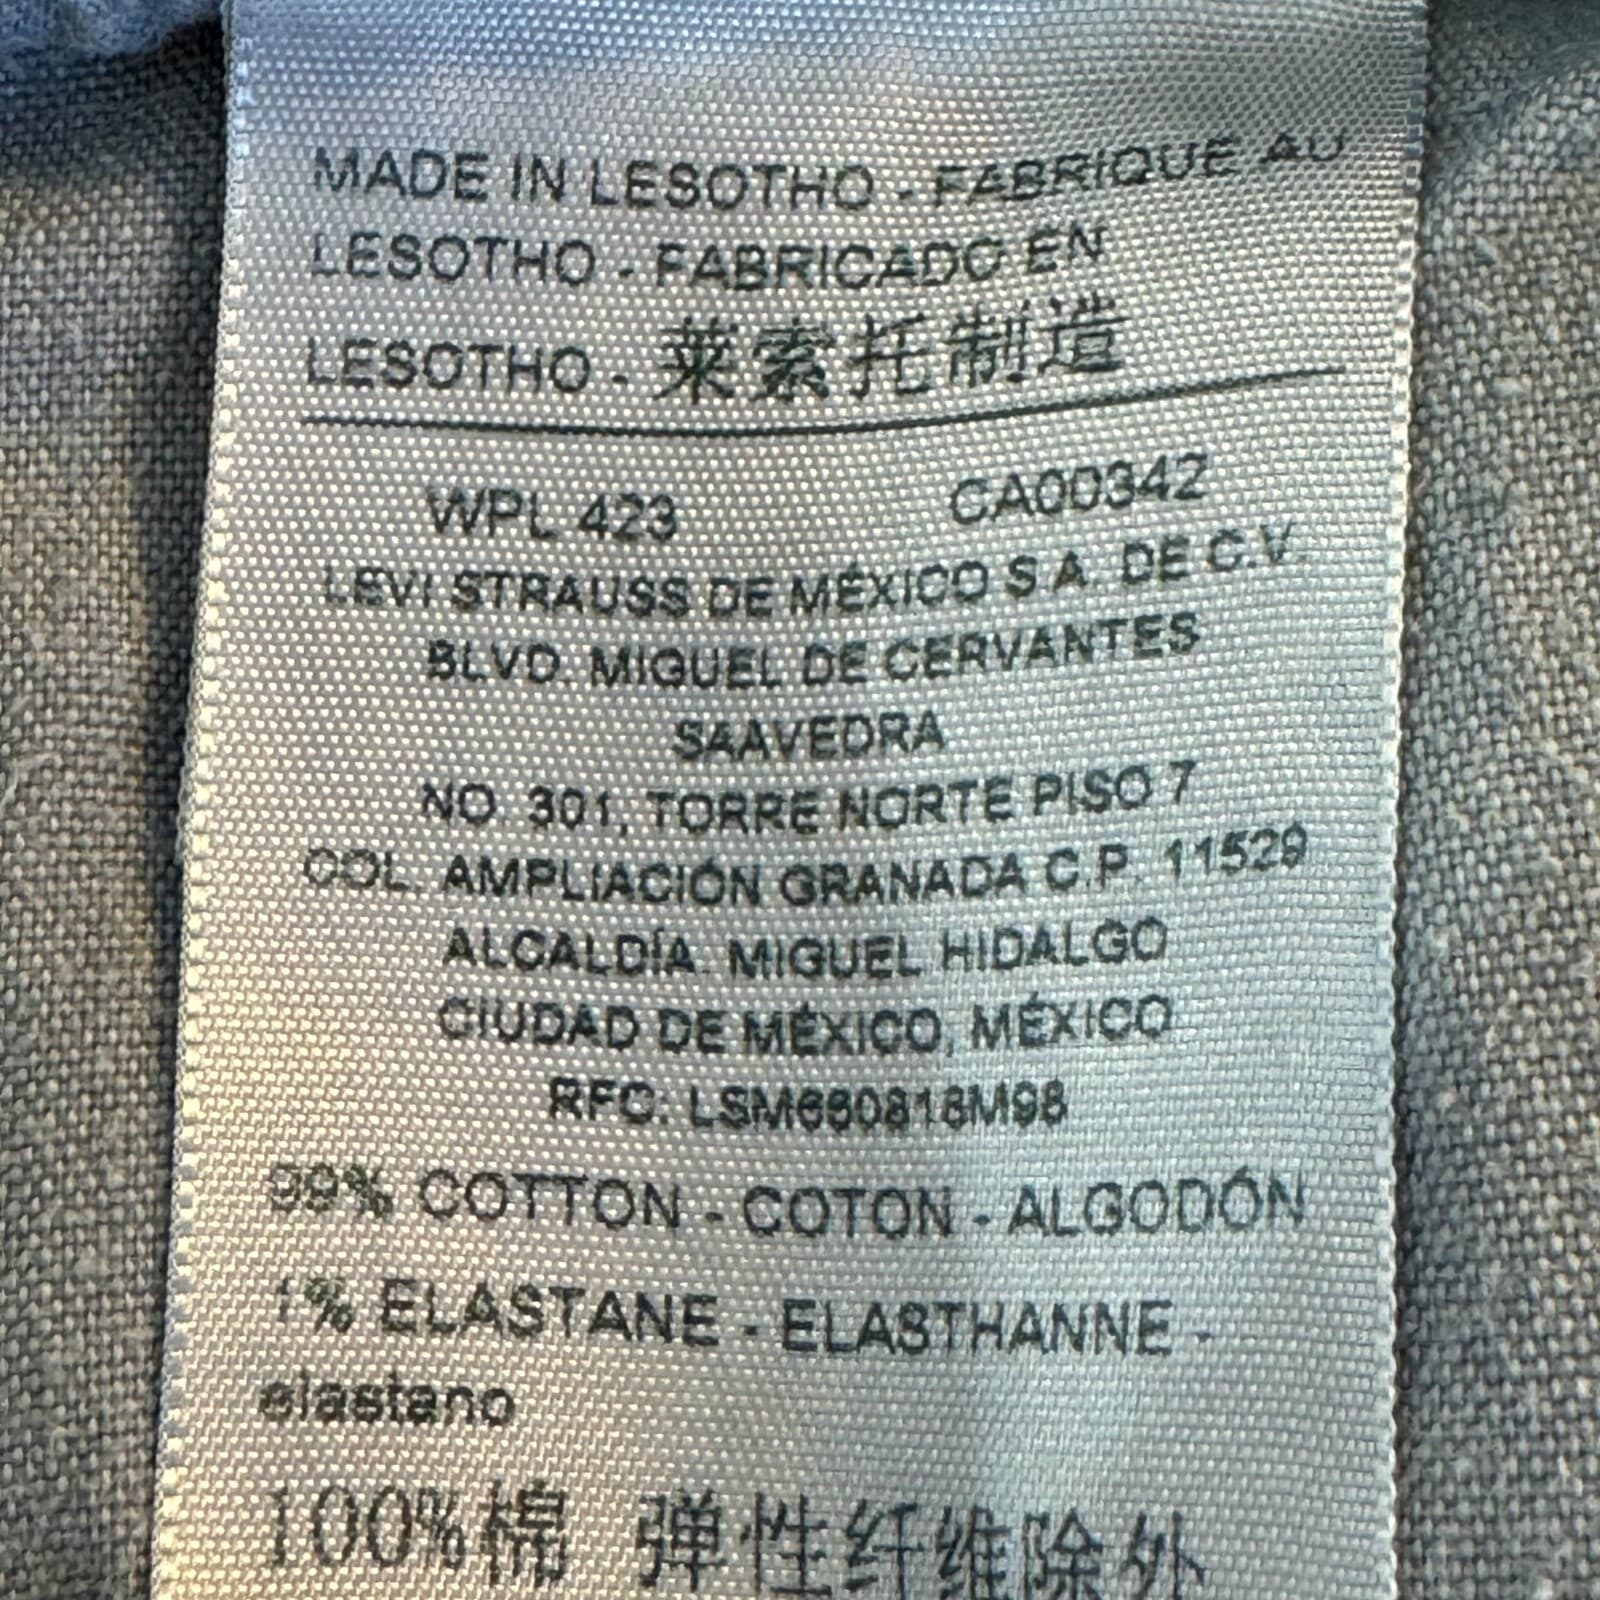 MADE IN LESOTHO - FABRIQUE AU
LESOTHO - FABRICADO EN
LESOTHO - 莱索托制造
WPL 423 CA00342
LEVI STRAUSS DE MÉXICO S.A. DE C.V.
BLVD. MIGUEL DE CERVANTES
SAAVEDRA
NO. 301, TORRE NORTE PISO 7
COL. AMPLIACIÓN GRANADA C.P. 11529
ALCALDÍA. MIGUEL HIDALGO
CIUDAD DE MÉXICO, MÉXICO
RFC:
99% COTTON - COTON - ALGODÓN
1% ELASTANE - ELASTHANNE -
elastano
100%棉 弹性纤维除外